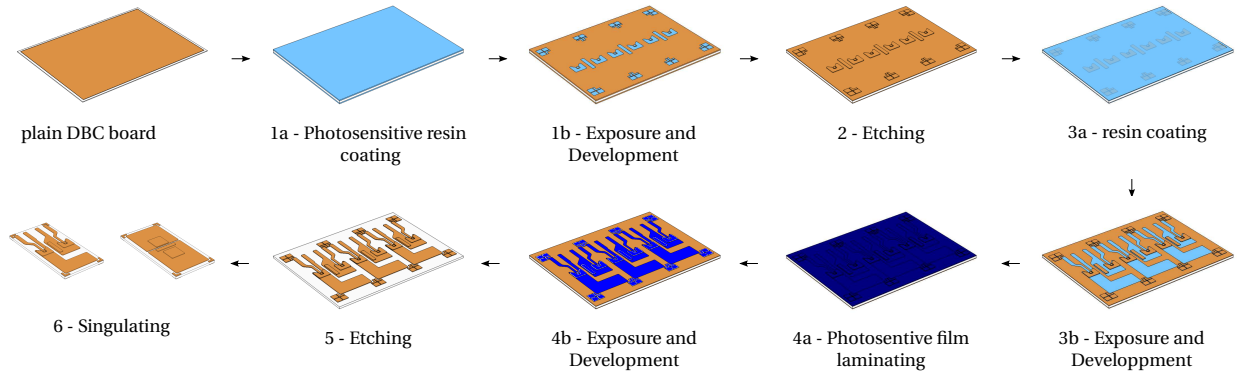 plain DBC board
1a - Photosensitive resin
coating
1b - Exposure and
Development
2 - Etching
3a - resin coating
6 - Singulating
5 - Etching
4b - Exposure and
Development
4a - Photosentive film
laminating
3b - Exposure and
Developpment